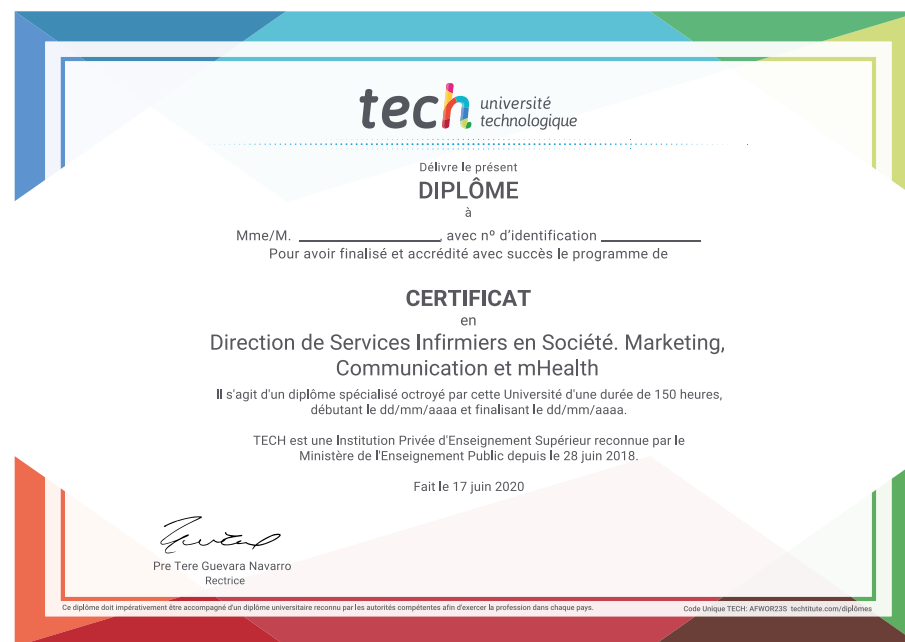 tech université
technologique
Délivre le présent
DIPLÔME
à
Mme/M. ____________________, avec nº d'identification ______________
Pour avoir finalisé et accrédité avec succès le programme de
CERTIFICAT
en
Direction de Services Infirmiers en Société. Marketing,
Communication et mHealth
Il s'agit d'un diplôme spécialisé octroyé par cette Université d'une durée de 150 heures,
débutant le dd/mm/aaaa et finalisant le dd/mm/aaaa.
TECH est une Institution Privée d'Enseignement Supérieur reconnue par le
Ministère de l'Enseignement Public depuis le 28 juin 2018.
Fait le 17 juin 2020
Pre Tere Guevara Navarro
Rectrice
Ce diplôme doit impérativement être accompagné d'un diplôme universitaire reconnu par les autorités compétentes afin d'exercer la profession dans chaque pays.
Code Unique TECH: AFWOR23S techtitute.com/diplômes